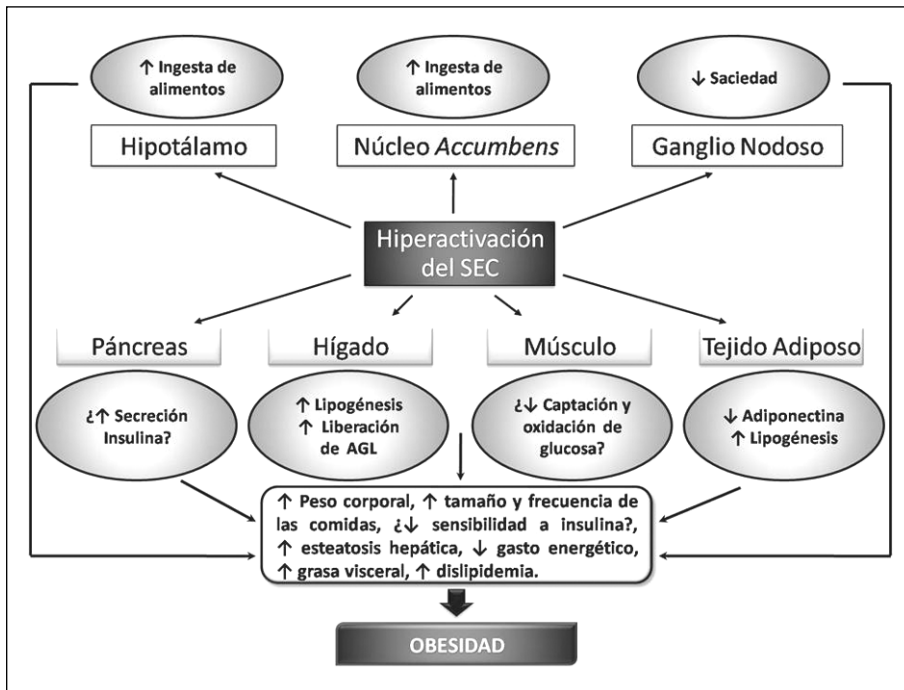 ↑ Ingesta de
alimentos
↑ Ingesta de
alimentos
↓ Saciedad
Hipotálamo
Núcleo Accumbens
Ganglio Nodoso
Hiperactivación
del SEC
Páncreas
Hígado
Músculo
Tejido Adiposo
¿↑ Secreción
Insulina?
↑ Lipogénesis
↑ Liberación
de AGL
¿↓ Captación y
oxidación de
glucosa?
↓ Adiponectina
↑ Lipogénesis
↑ Peso corporal, ↑ tamaño y frecuencia de
las comidas, ¿↓ sensibilidad a insulina?,
↑ esteatosis hepática, ↓ gasto energético,
↑ grasa visceral, ↑ dislipidemia.
OBESIDAD